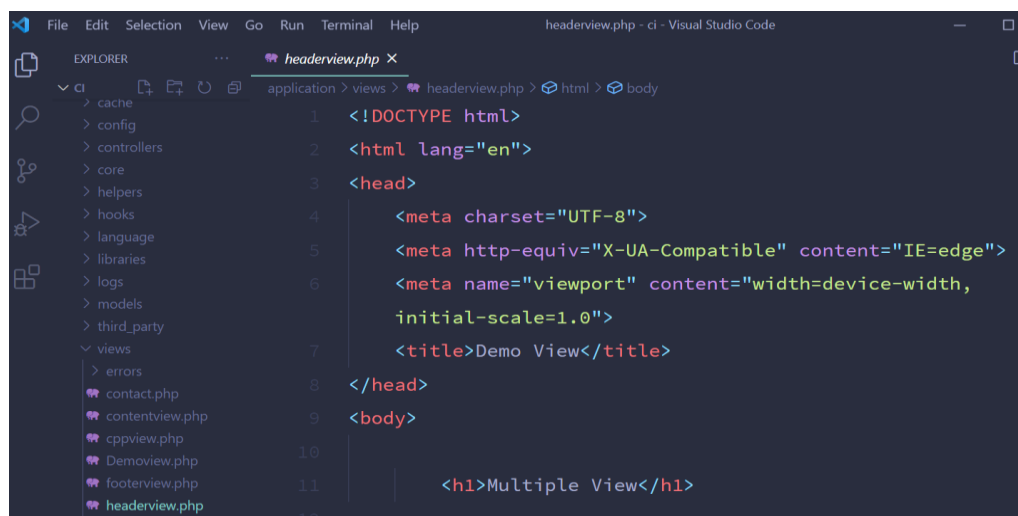 File Edit Selection View Go Run Terminal Help headerview.php - ci - Visual Studio Code
EXPLORER ··· headerview.php ×
CI
application > views > headerview.php > html > body
cache
config
controllers
core
helpers
hooks
language
libraries
logs
models
third_party
views
errors
contact.php
contentview.php
cppview.php
Demoview.php
footerview.php
headerview.php
1 <!DOCTYPE html>
2 <html lang="en">
3 <head>
4 <meta charset="UTF-8">
5 <meta http-equiv="X-UA-Compatible" content="IE=edge">
6 <meta name="viewport" content="width=device-width,
initial-scale=1.0">
7 <title>Demo View</title>
8 </head>
9 <body>
10
11 <h1>Multiple View</h1>